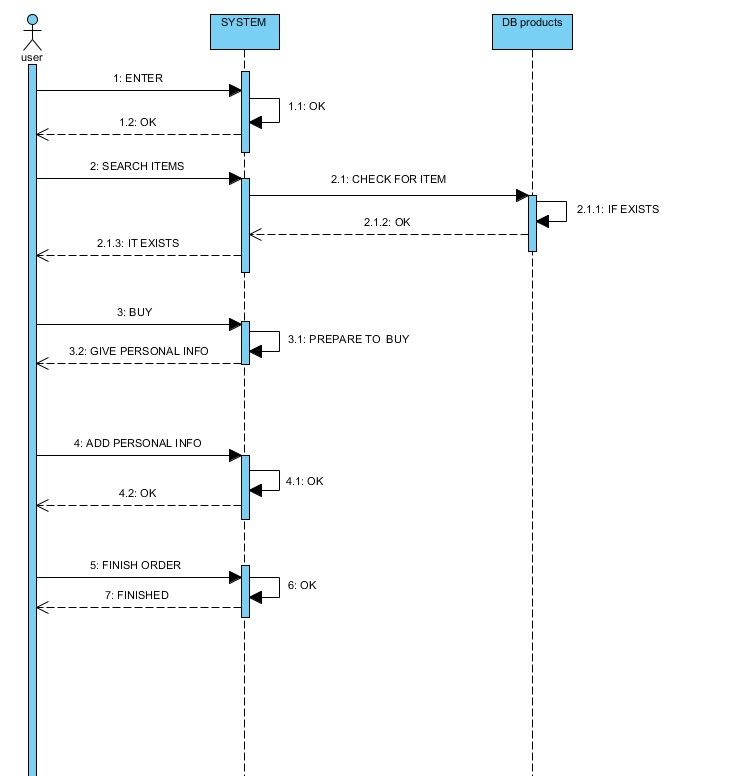 SYSTEM
DB products
user
1: ENTER
1.1: OK
1.2: OK
2: SEARCH ITEMS
2.1: CHECK FOR ITEM
2.1.1: IF EXISTS
2.1.2: OK
2.1.3: IT EXISTS
3: BUY
3.1: PREPARE TO  BUY
3.2: GIVE PERSONAL INFO
4: ADD PERSONAL INFO
4.1: OK
4.2: OK
5: FINISH ORDER
6: OK
7: FINISHED